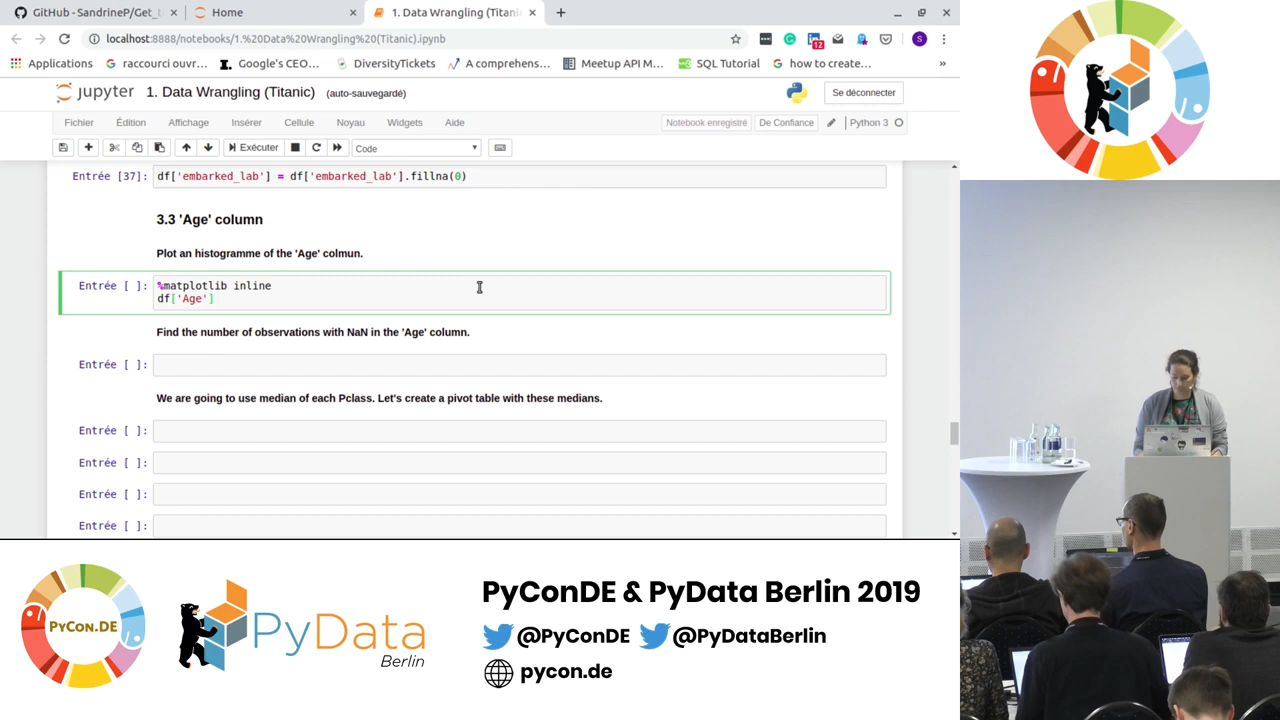 GitHub - SandrineP/Get_
Home
1. Data Wrangling (Titanic
localhost:8888/notebooks/1.%20Data%20Wrangling%20(Titanic).ipynb
12
S
Applications
raccourci ouvr...
Google's CEO...
DiversityTickets
A comprehens...
Meetup API M...
SQL Tutorial
how to create...
»
jupyter 1. Data Wrangling (Titanic) (auto-sauvegardé)
Se déconnecter
Fichier Édition Affichage Insérer Cellule Noyau Widgets Aide
Notebook enregistré De Confiance Python 3
Exécuter Code
Entrée [37]: df['embarked_lab'] = df['embarked_lab'].fillna(0)
3.3 'Age' column
Plot an histogramme of the 'Age' colmun.
Entrée [ ]: %matplotlib inline
df['Age']
Find the number of observations with NaN in the 'Age' column.
Entrée [ ]:
We are going to use median of each Pclass. Let's create a pivot table with these medians.
Entrée [ ]:
Entrée [ ]:
Entrée [ ]:
Entrée [ ]:
PyCon.DE
PyData
Berlin
PyConDE & PyData Berlin 2019
@PyConDE @PyDataBerlin
pycon.de